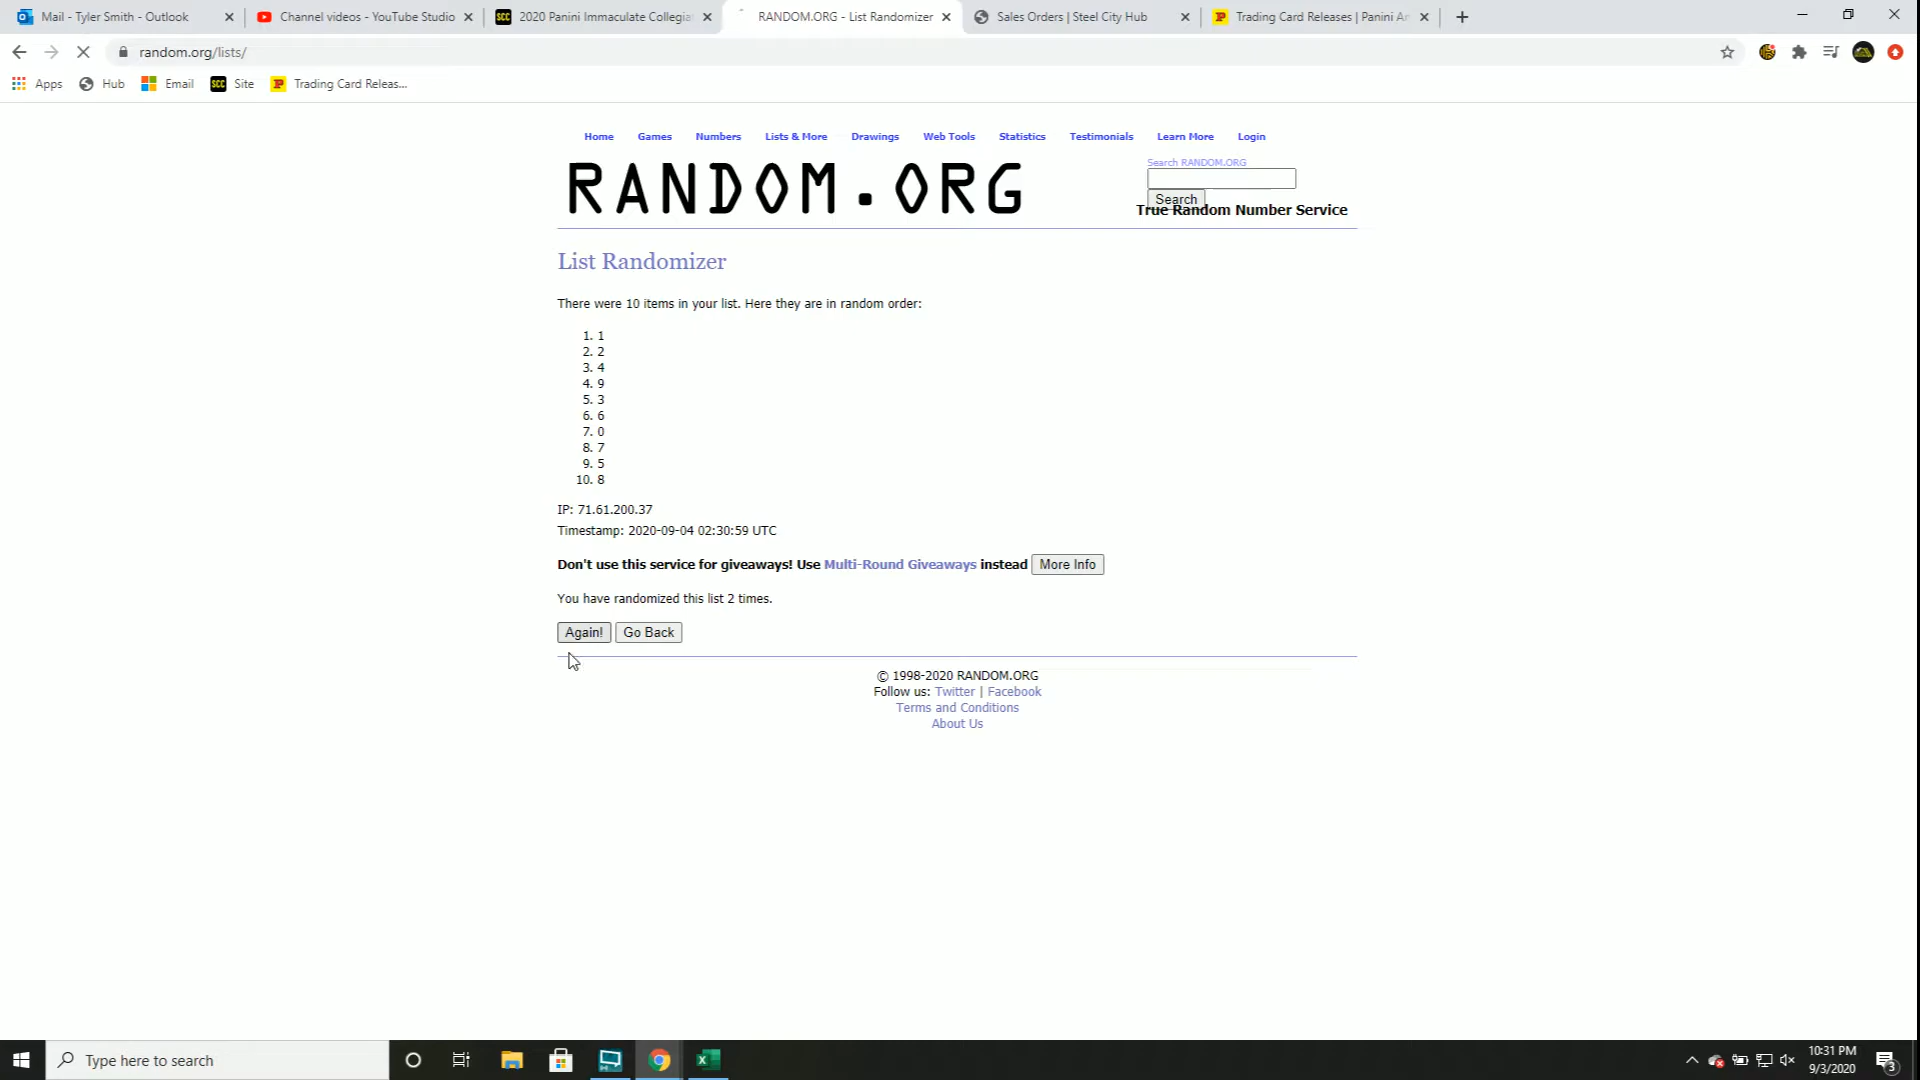 Mail - Tyler Smith - Outlook
Channel videos - YouTube Studio
SCC 2020 Panini Immaculate Collegia
RANDOM.ORG - List Randomizer
Sales Orders | Steel City Hub
Trading Card Releases | Panini Am
random.org/lists/
Apps
Hub
Email
SCC Site
Trading Card Releas...
Home
Games
Numbers
Lists & More
Drawings
Web Tools
Statistics
Testimonials
Learn More
Login
RANDOM.ORG
Search RANDOM.ORG
Search
True Random Number Service
List Randomizer
There were 10 items in your list. Here they are in random order:
1. 1
2. 2
3. 4
4. 9
5. 3
6. 6
7. 0
8. 7
9. 5
10. 8
IP: 71.61.200.37
Timestamp: 2020-09-04 02:30:59 UTC
Don't use this service for giveaways! Use Multi-Round Giveaways instead More Info
You have randomized this list 2 times.
Again! Go Back
© 1998-2020 RANDOM.ORG
Follow us: Twitter | Facebook
Terms and Conditions
About Us
Type here to search
10:31 PM
9/3/2020
3